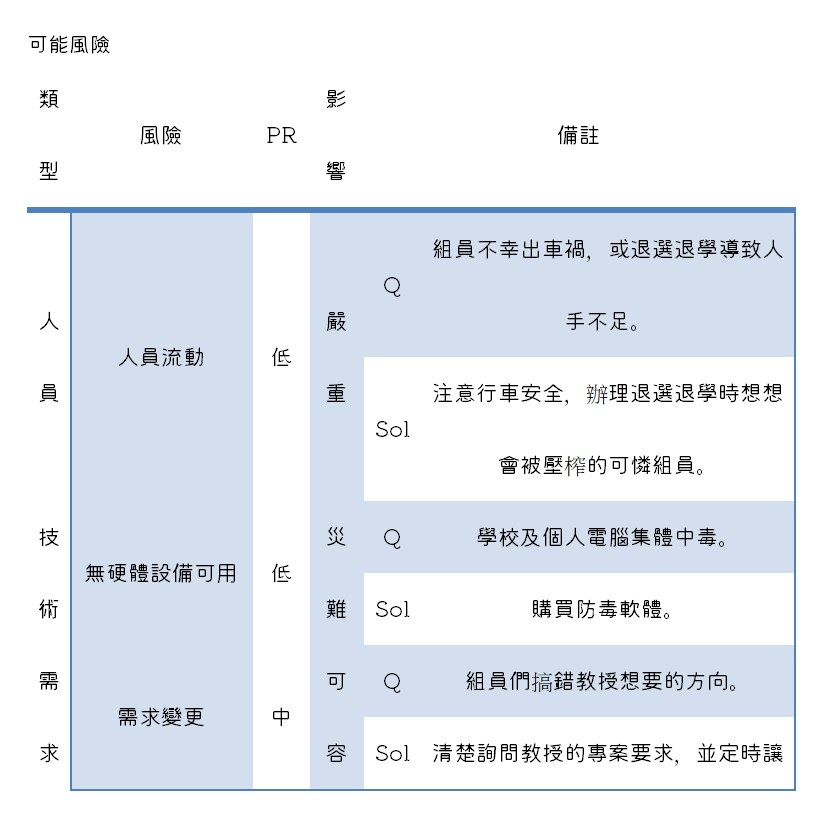 可能風險
類型 風險 PR 影響 備註
人員 人員流動 低 嚴重 Q 組員不幸出車禍，或退選退學導致人
手不足。
Sol 注意行車安全，辦理退選退學時想想
會被壓榨的可憐組員。
技術 無硬體設備可用 低 災難 Q 學校及個人電腦集體中毒。
Sol 購買防毒軟體。
需求 需求變更 中 可容 Q 組員們搞錯教授想要的方向。
Sol 清楚詢問教授的專案要求，並定時讓